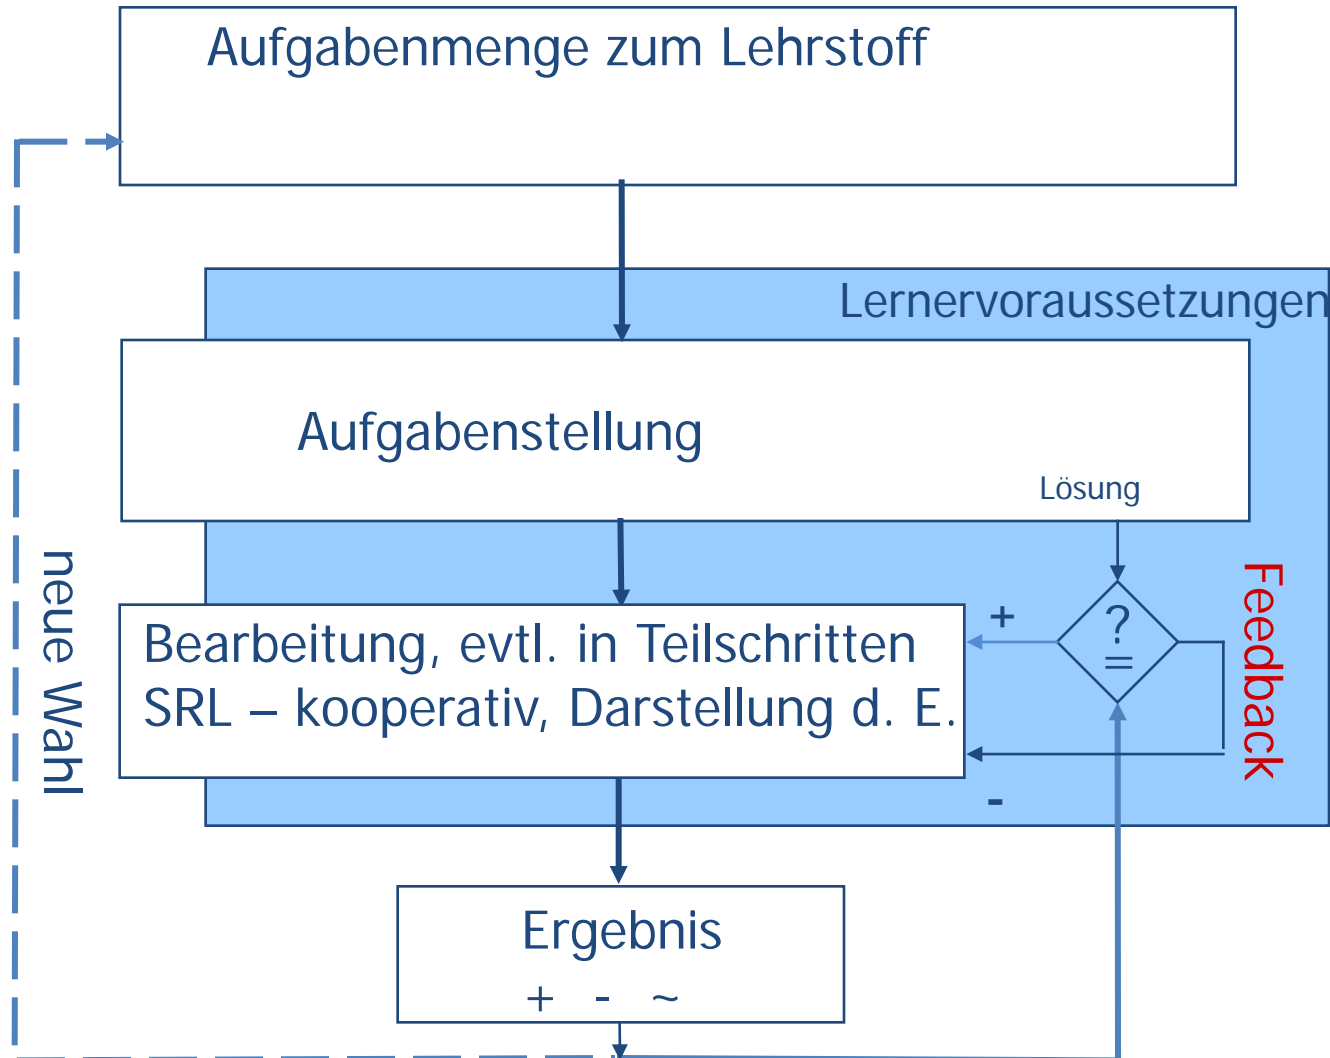 Aufgabenmenge zum Lehrstoff
Lernervoraussetzungen
Aufgabenstellung
Lösung
neue Wahl
Bearbeitung, evtl. in Teilschritten
SRL – kooperativ, Darstellung d. E.
+
?
=
-
Feedback
Ergebnis
+ - ~